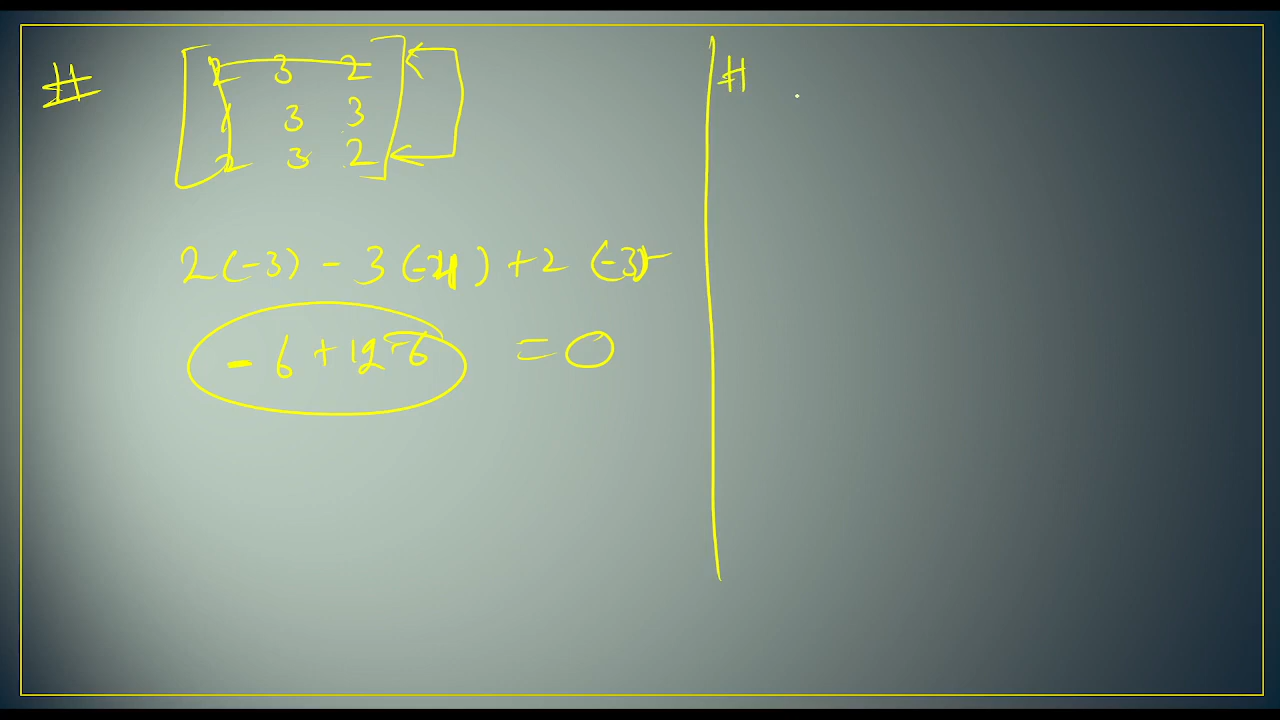 #
2 3 2
1 3 3
2 3 2
2(-3) - 3(-4) + 2(-3)
- 6 + 12 - 6 = 0
#